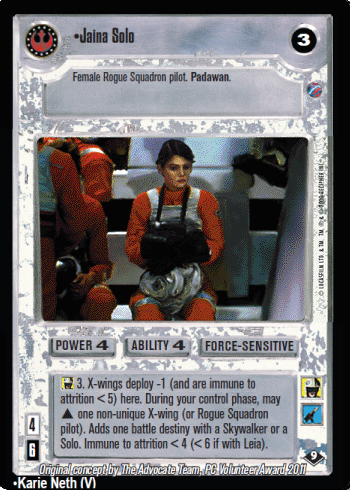 •Jaina Solo
3
Female Rogue Squadron pilot. Padawan.
POWER 4 ABILITY 4 FORCE-SENSITIVE
3. X-wings deploy -1 (and are immune to
attrition < 5) here. During your control phase, may
▲ one non-unique X-wing (or Rogue Squadron
pilot). Adds one battle destiny with a Skywalker or a
Solo. Immune to attrition < 4 (< 6 if with Leia).
4
6
9
Original concept by The Advocate Team, PC Volunteer Award, 2011
•Karie Neth (V)